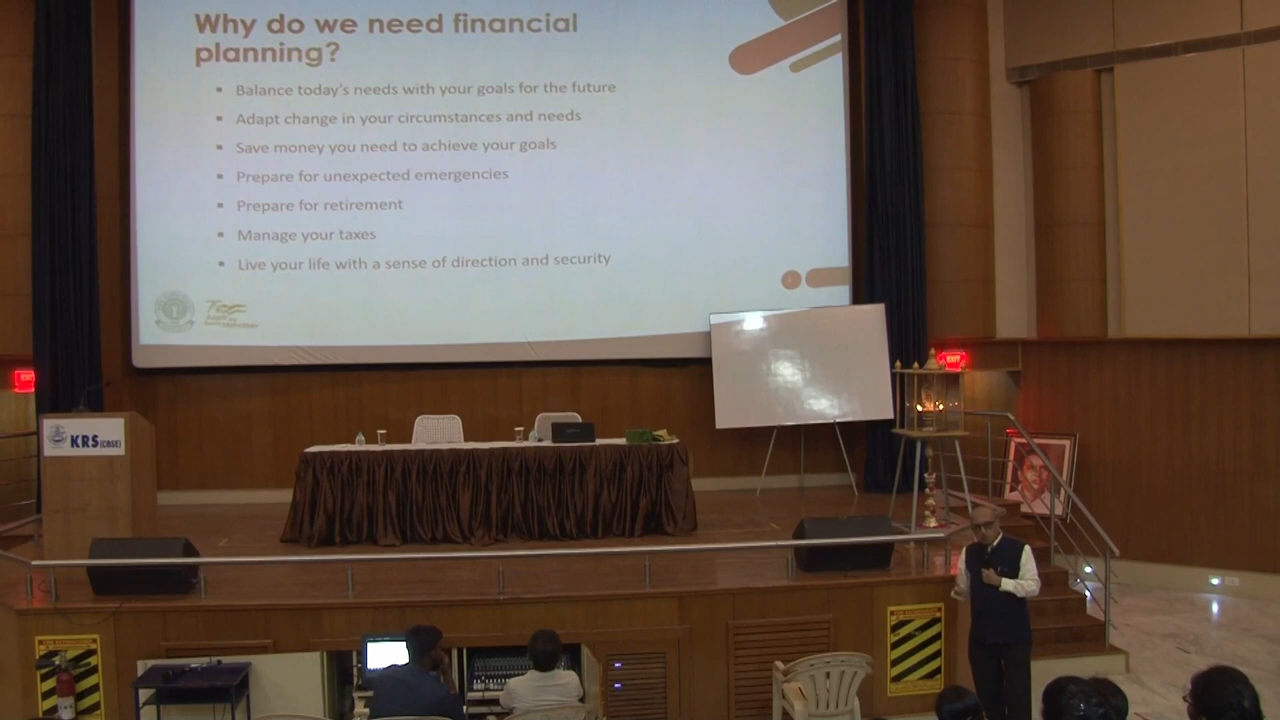 Why do we need financial
planning?
▪ Balance today's needs with your goals for the future
▪ Adapt change in your circumstances and needs
▪ Save money you need to achieve your goals
▪ Prepare for unexpected emergencies
▪ Prepare for retirement
▪ Manage your taxes
▪ Live your life with a sense of direction and security
EXIT
KRS (CBSE)